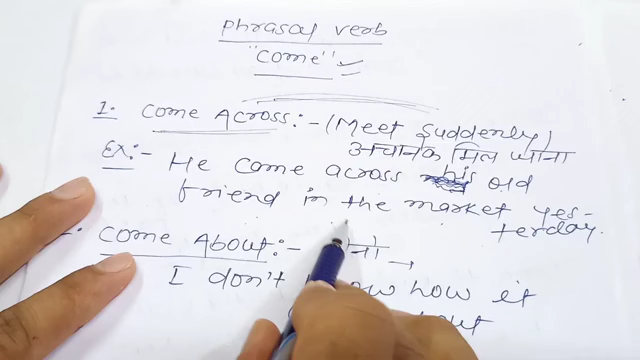 phrasal verb
"come"
1. Come Across:- (Meet Suddenly)
अचानक मिल जाना
EX:- He come across his old
friend in the market yes-
terday.
Come About:-
I don't know how it